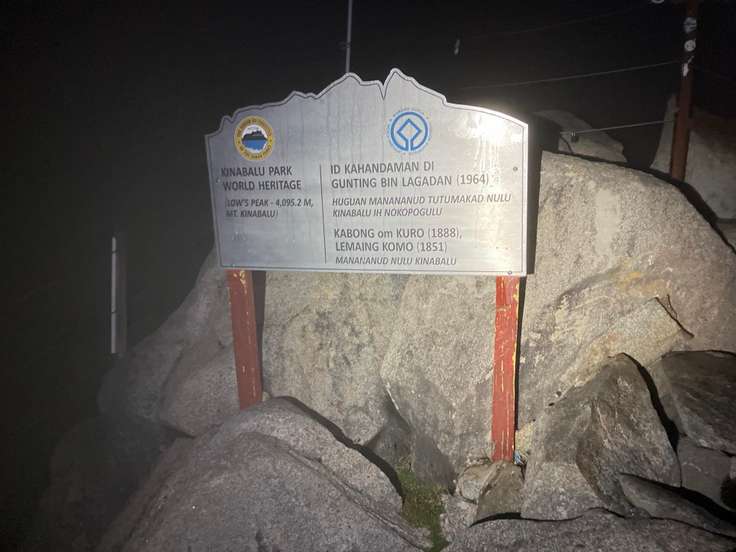 KINABALU PARK
WORLD HERITAGE
(LOW'S PEAK - 4,095.2 M,
MT. KINABALU)
ID KAHANDAMAN DI
GUNTING BIN LAGADAN (1964)
HUGUAN MANANANUD TUTUMAKAD NULU
KINABALU IH NOKOPOGULU
KABONG om KURO (1888),
LEMAING KOMO (1851)
MANANANUD NULU KINABALU